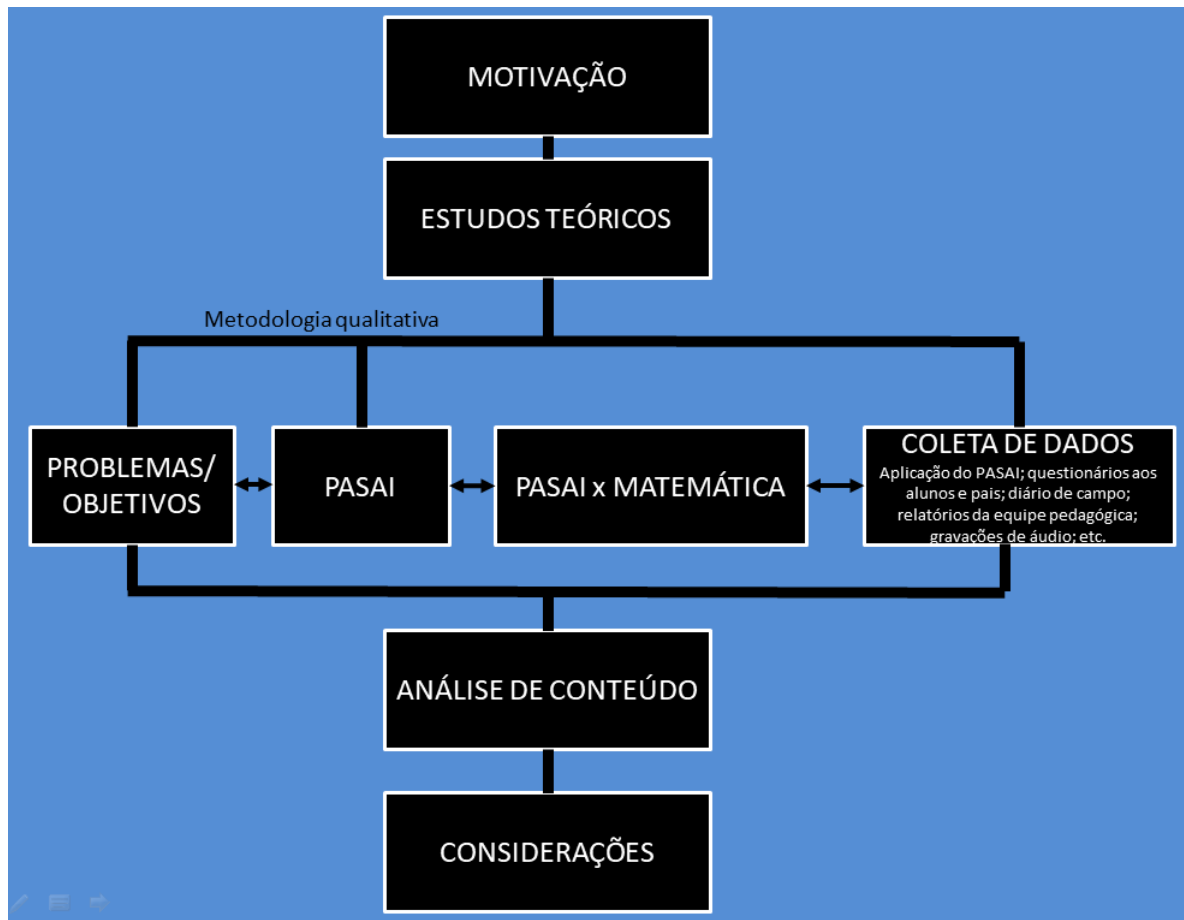 MOTIVAÇÃO
ESTUDOS TEÓRICOS
Metodologia qualitativa
PROBLEMAS/
OBJETIVOS
PASAI
PASAI x MATEMÁTICA
COLETA DE DADOS
Aplicação do PASAI; questionários aos
alunos e pais; diário de campo;
relatórios da equipe pedagógica;
gravações de áudio; etc.
ANÁLISE DE CONTEÚDO
CONSIDERAÇÕES